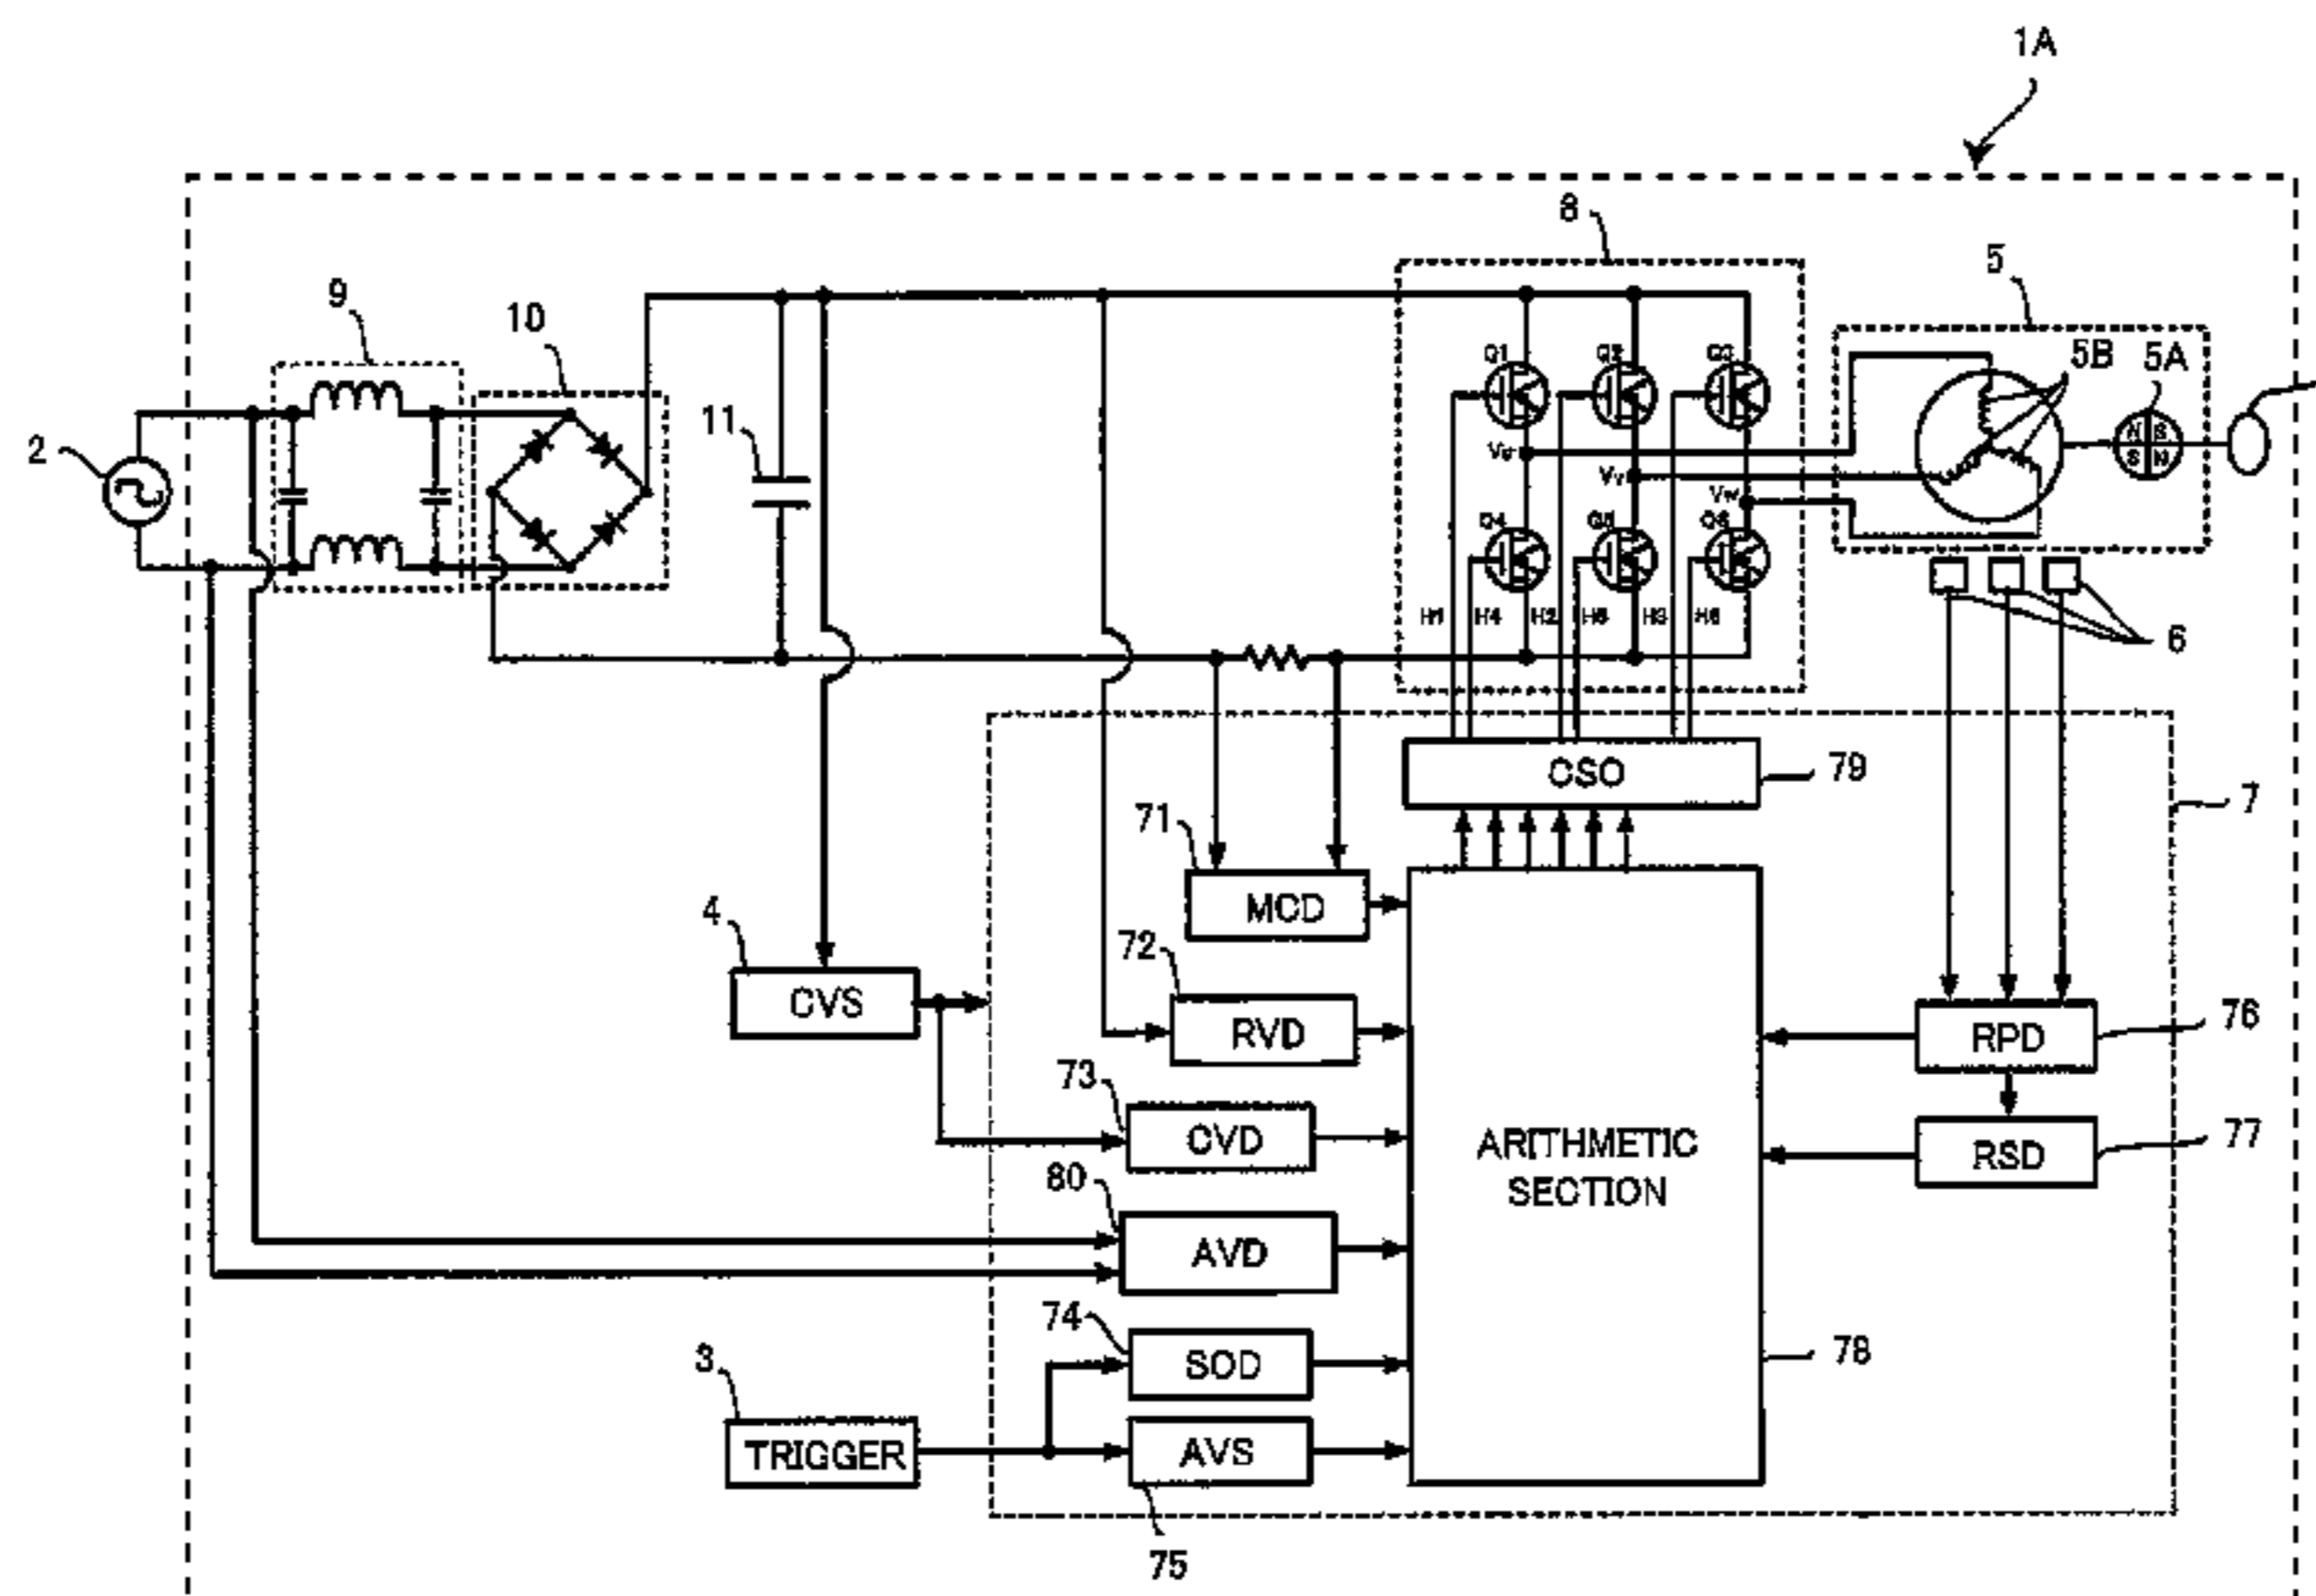 1A
8
5
9
10
5B
5A
Q1
Q2
Q3
11
N
S
S
N
2
Vu
Vv
Vw
Q4
Q5
Q6
H1
H4
H2
H5
H3
H6
6
CSO
79
7
71
MCD
4
72
CVS
RVD
RPD
76
73
CVD
ARITHMETIC
SECTION
RSD
77
80
AVD
74
SOD
78
3
TRIGGER
AVS
75